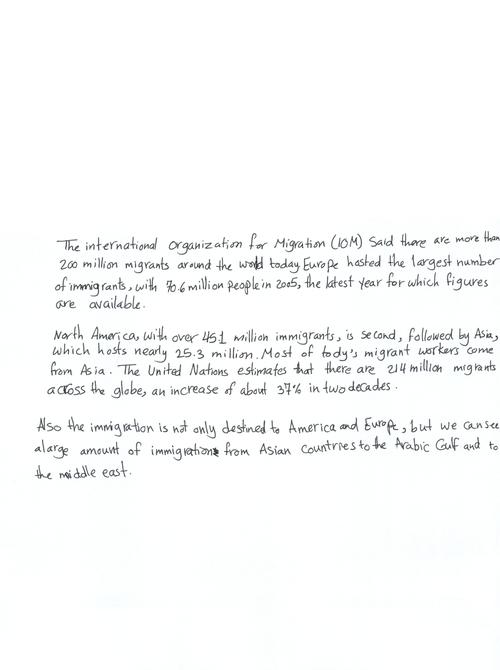 The international Organization for Migration (IOM) Said there are more than
200 million migrants around the world today. Europe hosted the largest number
of immigrants, with 70.6 million people in 2005, the latest year for which figures
are available.
North America, with over 45.1 million immigrants, is second, followed by Asia,
which hosts nearly 25.3 million. Most of tody's migrant workers come
from Asia. The United Nations estimates that there are 214 million migrants
across the globe, an increase of about 37% in two decades.
Also the immigration is not only destined to America and Europe, but we can see
a large amount of immigrations from Asian countries to the Arabic Gulf and to
the middle east.